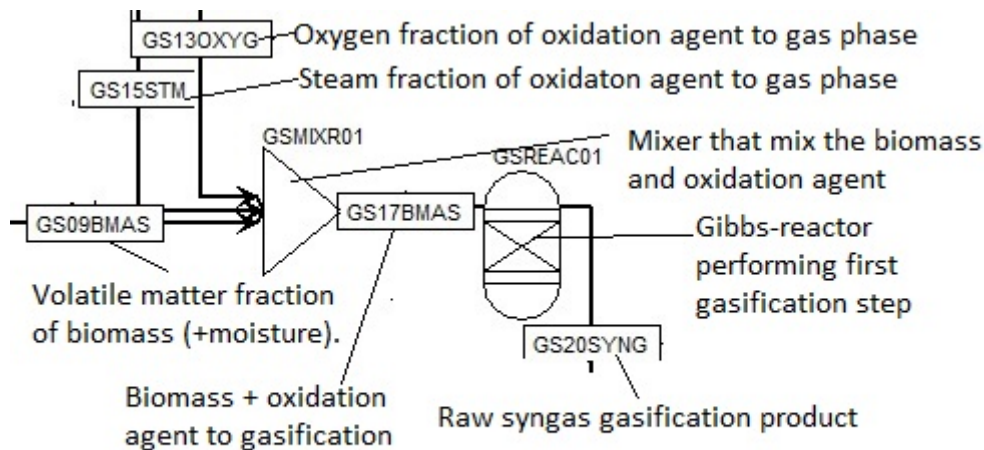 GS13OXYG
Oxygen fraction of oxidation agent to gas phase
GS15STM
Steam fraction of oxidaton agent to gas phase
GSMIXR01
Mixer that mix the biomass
and oxidation agent
GSREAC01
GS09BMAS
GS17BMAS
Gibbs-reactor
performing first
gasification step
Volatile matter fraction
of biomass (+moisture).
GS20SYNG
Biomass + oxidation
agent to gasification
Raw syngas gasification product